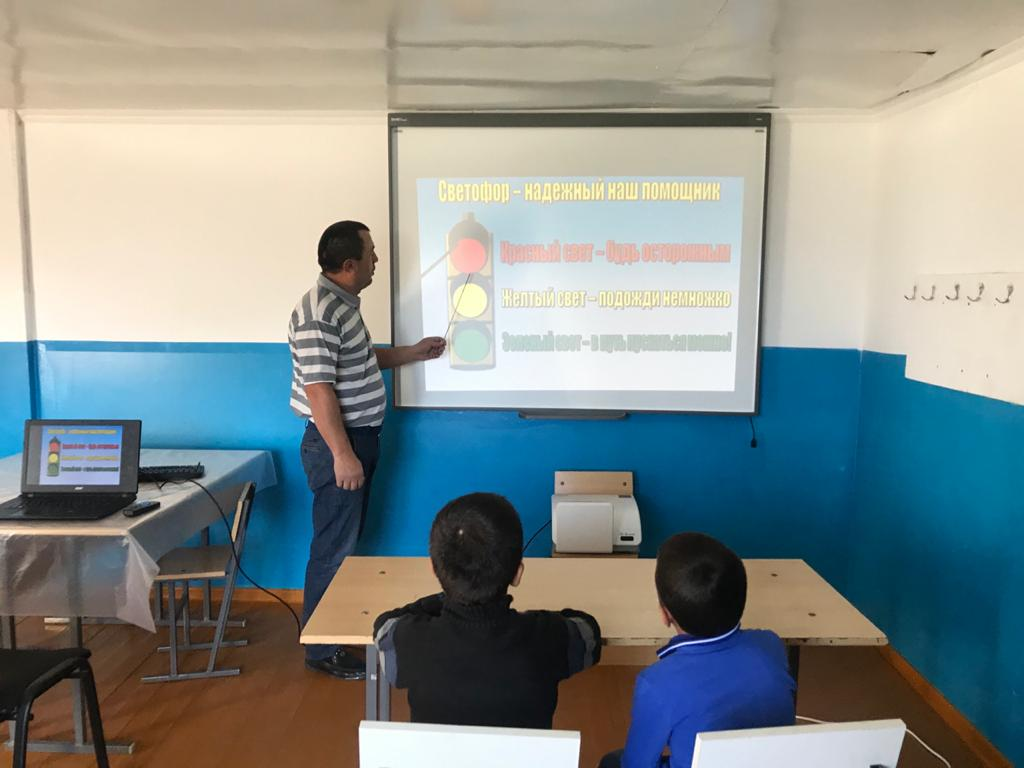 Светофор – надежный наш помощник
Красный свет – будь осторожным
Желтый свет – подожди немножко
Зеленый свет – в путь пускаться можно!